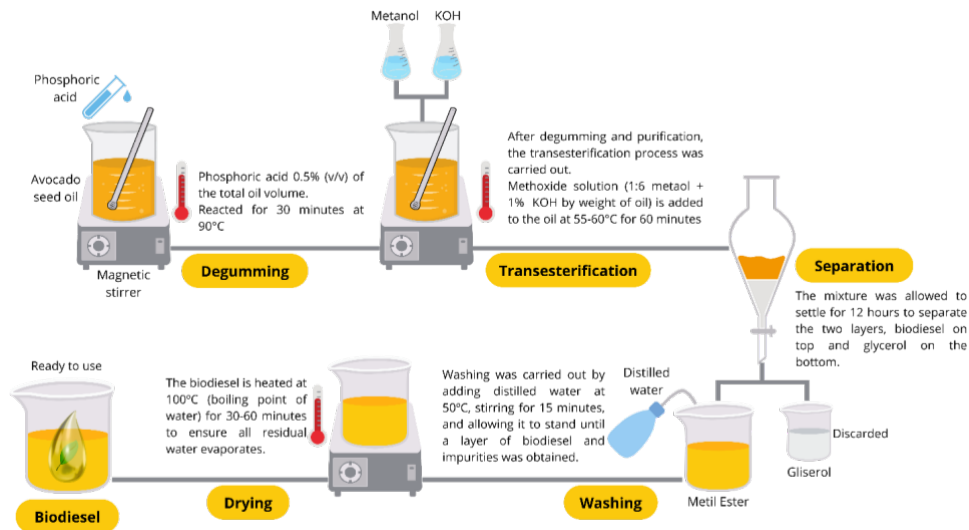 Metanol
KOH
Phosphoric
acid
Avocado
seed oil
Magnetic
stirrer
Phosphoric acid 0.5% (v/v) of
the total oil volume.
Reacted for 30 minutes at
90°C
Degumming
After degumming and purification,
the transesterification process was
carried out.
Methoxide solution (1:6 metaol +
1% KOH by weight of oil) is added
to the oil at 55-60°C for 60 minutes
Transesterification
Separation
The mixture was allowed to
settle for 12 hours to separate
the two layers, biodiesel on
top and glycerol on the
bottom.
Distilled
water
Discarded
Gliserol
Metil Ester
Washing was carried out by
adding distilled water at
50°C, stirring for 15 minutes,
and allowing it to stand until
a layer of biodiesel and
impurities was obtained.
Washing
The biodiesel is heated at
100°C (boiling point of
water) for 30-60 minutes
to ensure all residual
water evaporates.
Drying
Ready to use
Biodiesel